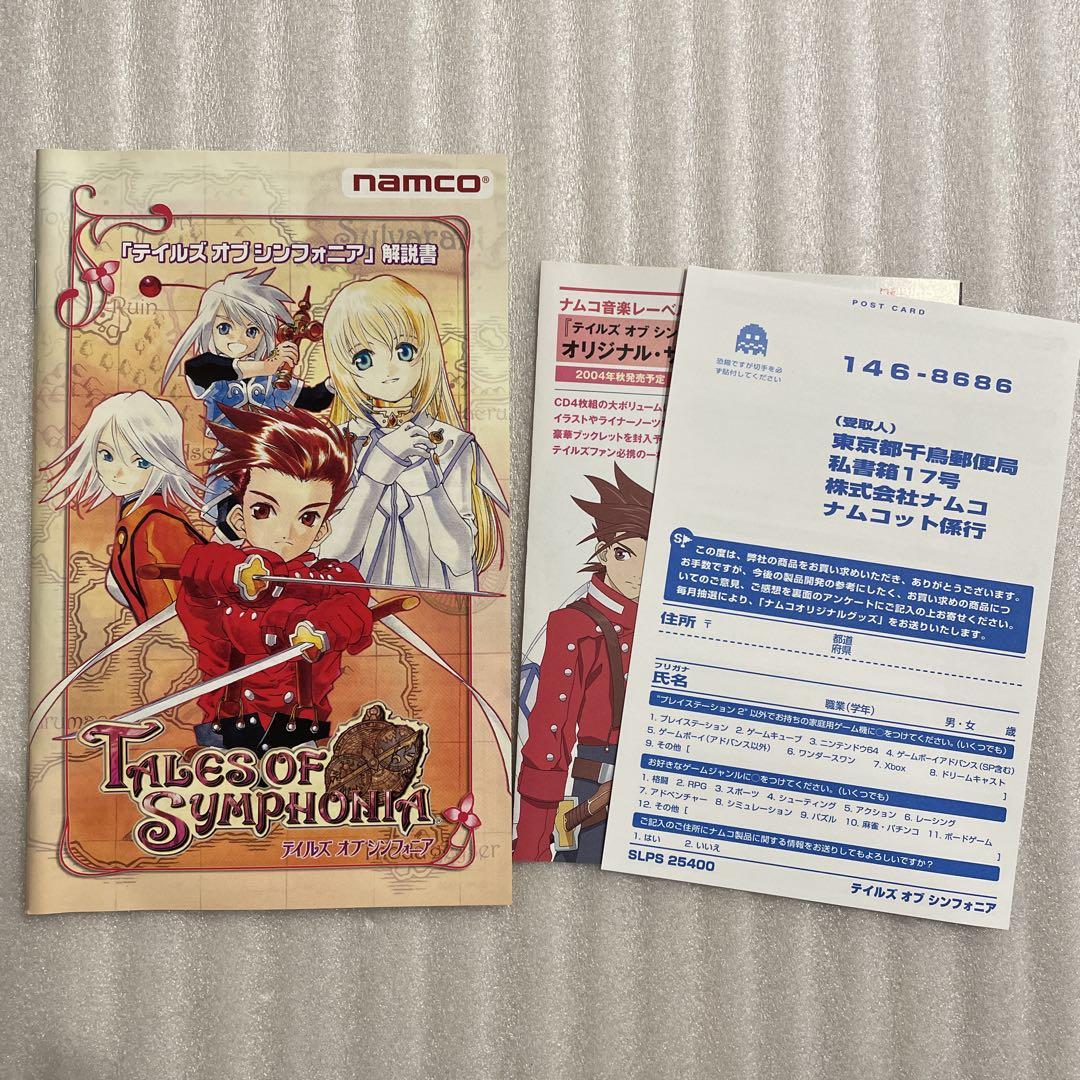 namco®
Sylvarant
「テイルズ オブ シンフォニア」解説書
Ruin
TALES OF
SYMPHONIA
テイルズ オブ シンフォニア
ナムコ音楽レーベ
『テイルズ オブ シン
オリジナル・サ
2004年秋発売予定
CD4枚組の大ボリューム
イラストやライナーノーツ
豪華ブックレットを封入予
テイルズファン必携の一
POST CARD
恐縮ですが切手を必
ず貼付してください
146-8686
(受取人)
東京都千鳥郵便局
私書箱17号
株式会社ナムコ
ナムコット係行
この度は、弊社の商品をお買い求めいただき、ありがとうございます。
お手数ですが、今後の製品開発の参考にしたく、お買い求めの商品につ
いてのご意見、ご感想を裏面のアンケートにご記入の上お寄せください。
毎月抽選により、「ナムコオリジナルグッズ」をお送りいたします。
住所 〒
都道
府県
フリガナ
氏名
職業(学年) 男・女 歳
"プレイステーション 2"以外でお持ちの家庭用ゲーム機に○をつけてください。(いくつでも)
1. プレイステーション 2. ゲームキューブ 3. ニンテンドウ64 4. ゲームボーイアドバンス(SP含む)
5. ゲームボーイ(アドバンス以外) 6. ワンダースワン 7. Xbox 8. ドリームキャスト
9. その他 [ ]
お好きなゲームジャンルに○をつけてください。(いくつでも)
1. 格闘 2. RPG 3. スポーツ 4. シューティング 5. アクション 6. レーシング
7. アドベンチャー 8. シミュレーション 9. パズル 10. 麻雀・パチンコ 11. ボードゲーム
12. その他 [ ]
ご記入のご住所にナムコ製品に関する情報をお送りしてもよろしいですか?
1. はい 2. いいえ
SLPS 25400
テイルズ オブ シンフォニア